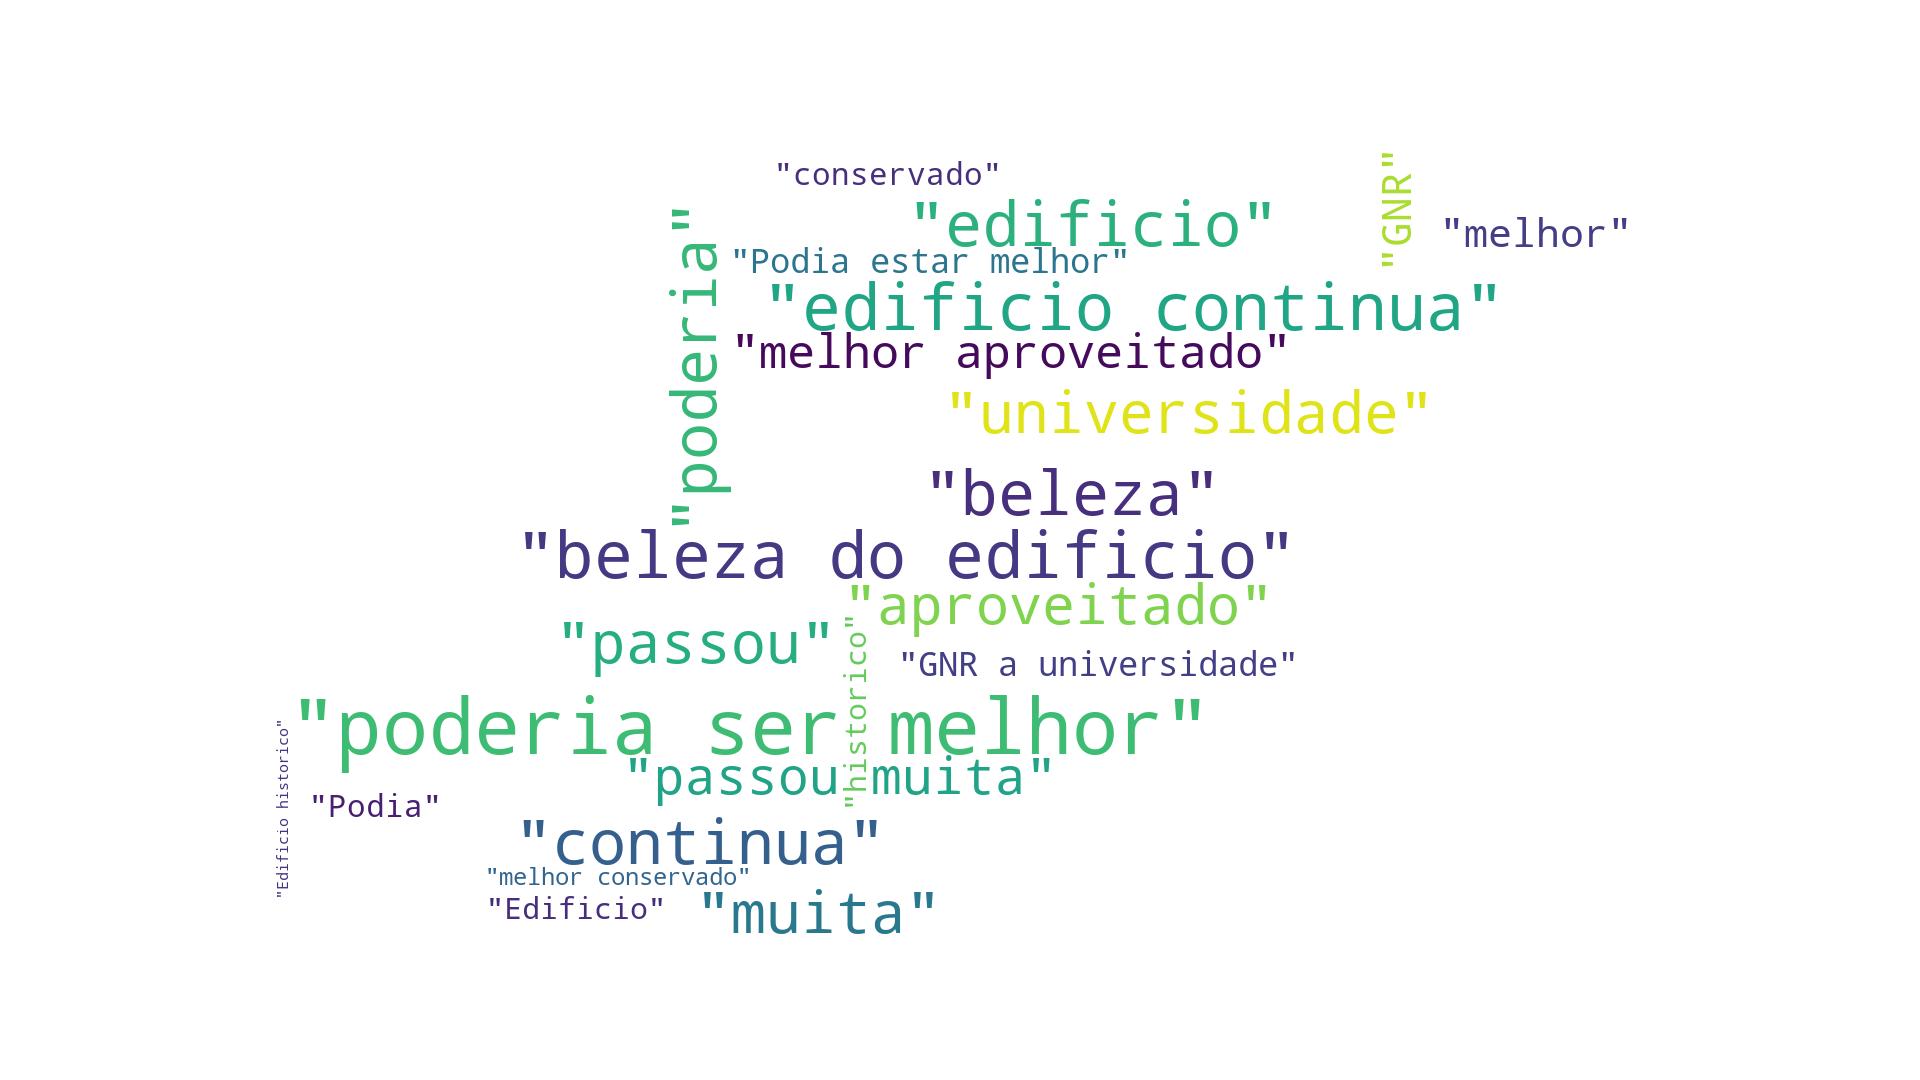 "conservado"
"GNR"
"edificio"
"melhor"
"poderia"
"Podia estar melhor"
"edificio continua"
"melhor aproveitado"
"universidade"
"beleza"
"beleza do edificio"
"aproveitado"
"passou"
"historico"
"GNR a universidade"
"poderia ser melhor"
"Edificio historico"
"passou muita"
"Podia"
"continua"
"melhor conservado"
"Edificio"
"muita"